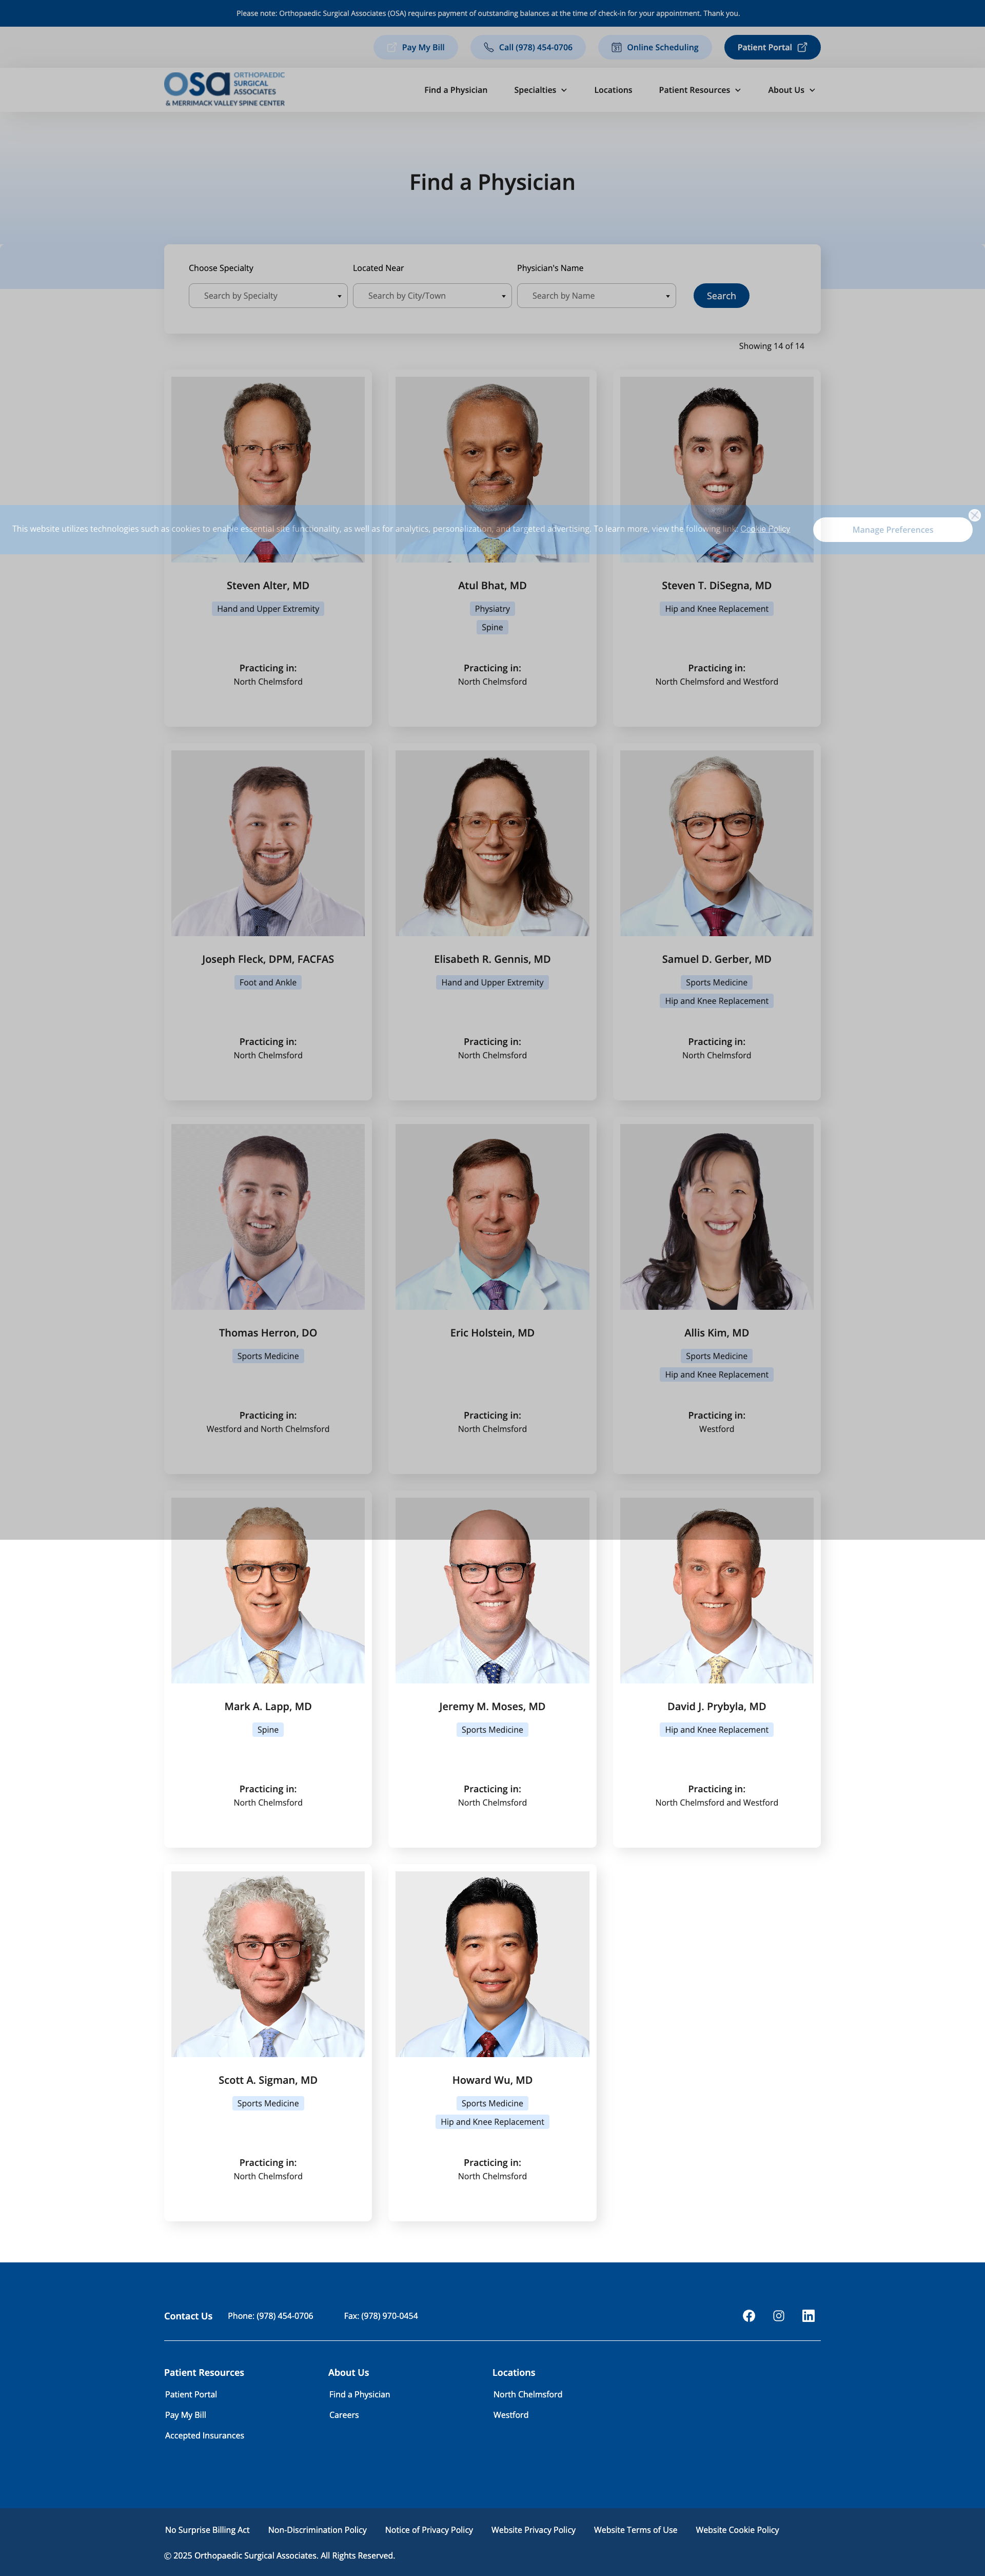 Please note: Orthopaedic Surgical Associates (OSA) requires payment of outstanding balances at the time of check-in for your appointment. Thank you.
Pay My Bill
Call (978) 454-0706
Online Scheduling
Patient Portal
OSA ORTHOPAEDIC
SURGICAL
ASSOCIATES
& MERRIMACK VALLEY SPINE CENTER
Find a Physician
Specialties
Locations
Patient Resources
About Us
Find a Physician
Choose Specialty
Located Near
Physician's Name
Search by Specialty
Search by City/Town
Search by Name
Search
Showing 14 of 14
This website utilizes technologies such as cookies to enable essential site functionality, as well as for analytics, personalization, and targeted advertising. To learn more, view the following link: Cookie Policy
Manage Preferences
Steven Alter, MD
Hand and Upper Extremity
Practicing in:
North Chelmsford
Atul Bhat, MD
Physiatry
Spine
Practicing in:
North Chelmsford
Steven T. DiSegna, MD
Hip and Knee Replacement
Practicing in:
North Chelmsford and Westford
Joseph Fleck, DPM, FACFAS
Foot and Ankle
Practicing in:
North Chelmsford
Elisabeth R. Gennis, MD
Hand and Upper Extremity
Practicing in:
North Chelmsford
Samuel D. Gerber, MD
Sports Medicine
Hip and Knee Replacement
Practicing in:
North Chelmsford
Thomas Herron, DO
Sports Medicine
Practicing in:
Westford and North Chelmsford
Eric Holstein, MD
Practicing in:
North Chelmsford
Allis Kim, MD
Sports Medicine
Hip and Knee Replacement
Practicing in:
Westford
Mark A. Lapp, MD
Spine
Practicing in:
North Chelmsford
Jeremy M. Moses, MD
Sports Medicine
Practicing in:
North Chelmsford
David J. Prybyla, MD
Hip and Knee Replacement
Practicing in:
North Chelmsford and Westford
Scott A. Sigman, MD
Sports Medicine
Practicing in:
North Chelmsford
Howard Wu, MD
Sports Medicine
Hip and Knee Replacement
Practicing in:
North Chelmsford
Contact Us
Phone: (978) 454-0706
Fax: (978) 970-0454
Patient Resources
Patient Portal
Pay My Bill
Accepted Insurances
About Us
Find a Physician
Careers
Locations
North Chelmsford
Westford
No Surprise Billing Act
Non-Discrimination Policy
Notice of Privacy Policy
Website Privacy Policy
Website Terms of Use
Website Cookie Policy
© 2025 Orthopaedic Surgical Associates. All Rights Reserved.